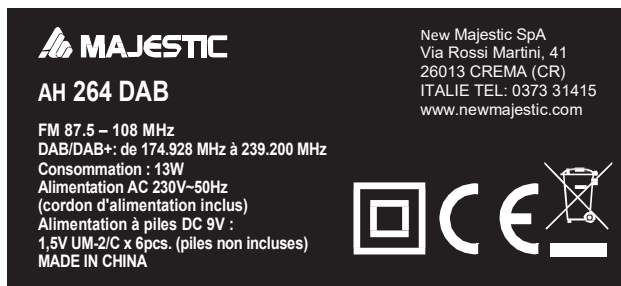 MAJESTIC
AH 264 DAB
FM 87.5 – 108 MHz
DAB/DAB+: de 174.928 MHz à 239.200 MHz
Consommation : 13W
Alimentation AC 230V~50Hz
(cordon d'alimentation inclus)
Alimentation à piles DC 9V :
1,5V UM-2/C x 6pcs. (piles non incluses)
MADE IN CHINA
New Majestic SpA
Via Rossi Martini, 41
26013 CREMA (CR)
ITALIE TEL: 0373 31415
www.newmajestic.com
CE